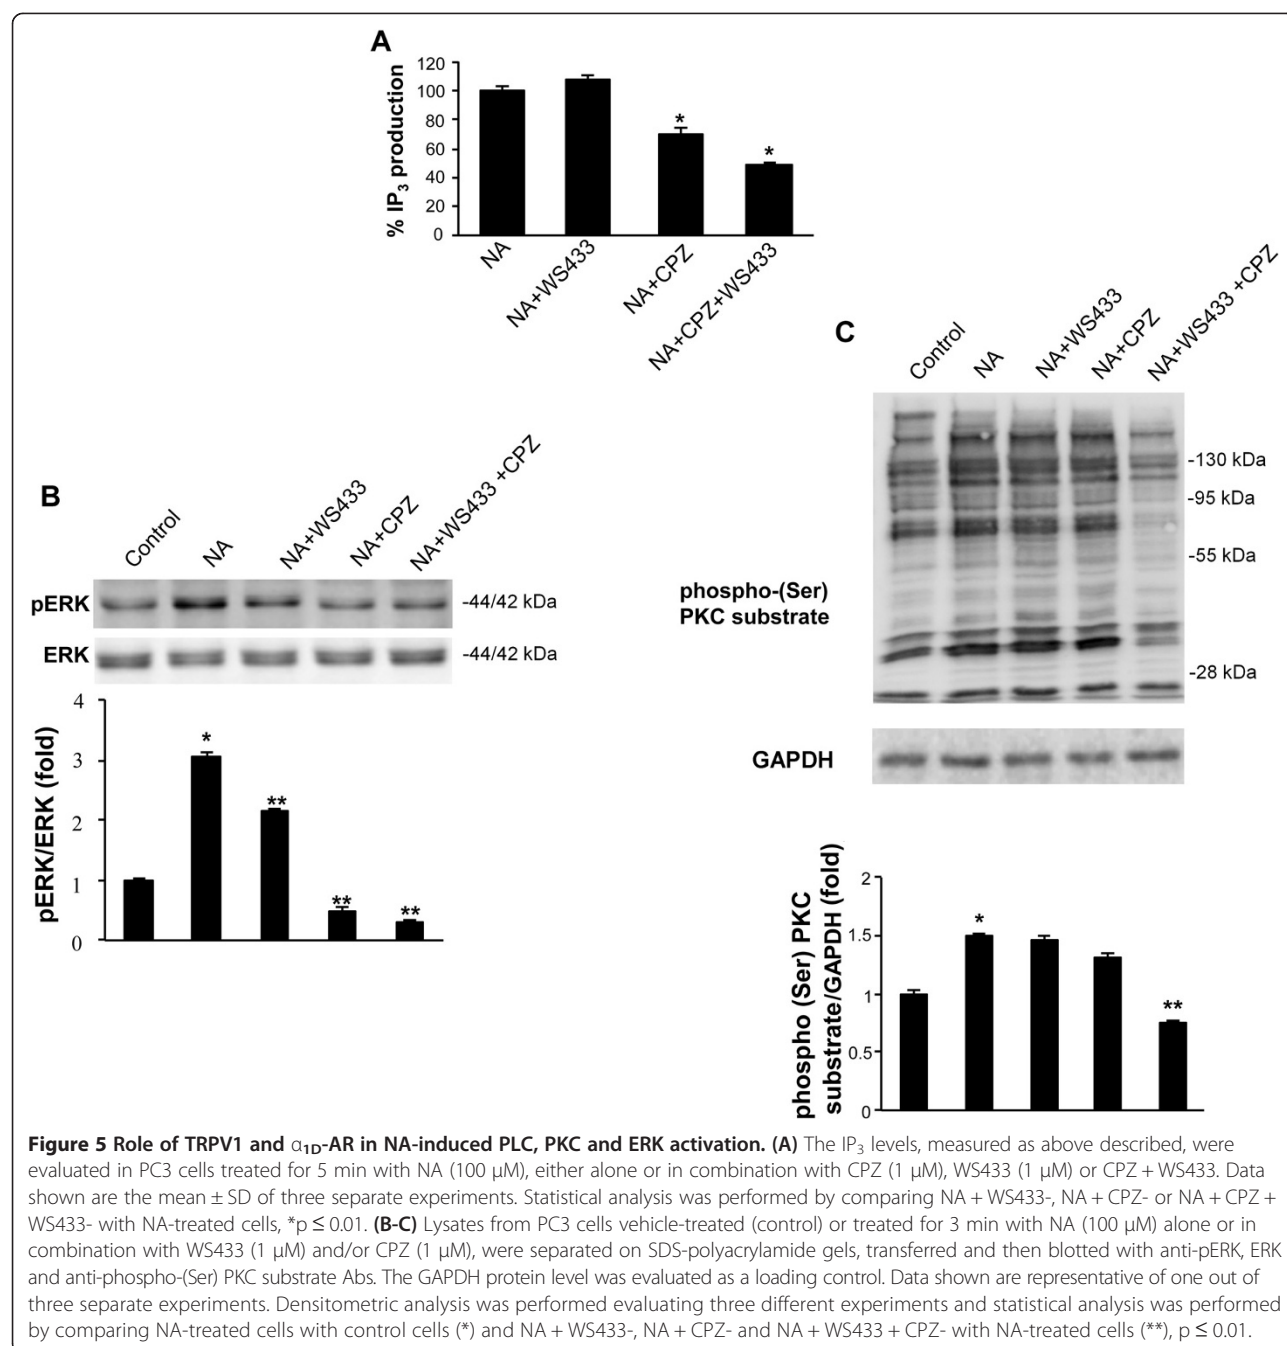 A
% IP3 production
120
100
80
60
40
20
0
*
*
NA
NA+WS433
NA+CPZ
NA+CPZ+WS433
B
Control
NA
NA+WS433
NA+CPZ
NA+WS433 +CPZ
pERK
-44/42 kDa
ERK
-44/42 kDa
pERK/ERK (fold)
4
3
2
1
0
*
**
**
**
C
Control
NA
NA+WS433
NA+CPZ
NA+WS433 +CPZ
-130 kDa
-95 kDa
-55 kDa
-28 kDa
phospho-(Ser)
PKC substrate
GAPDH
phospho (Ser) PKC
substrate/GAPDH (fold)
2
1.5
1
0.5
0
*
**
Figure 5 Role of TRPV1 and α1D-AR in NA-induced PLC, PKC and ERK activation. (A) The IP3 levels, measured as above described, were
evaluated in PC3 cells treated for 5 min with NA (100 μM), either alone or in combination with CPZ (1 μM), WS433 (1 μM) or CPZ + WS433. Data
shown are the mean ± SD of three separate experiments. Statistical analysis was performed by comparing NA + WS433-, NA + CPZ- or NA + CPZ +
WS433- with NA-treated cells, *p ≤ 0.01. (B-C) Lysates from PC3 cells vehicle-treated (control) or treated for 3 min with NA (100 μM) alone or in
combination with WS433 (1 μM) and/or CPZ (1 μM), were separated on SDS-polyacrylamide gels, transferred and then blotted with anti-pERK, ERK
and anti-phospho-(Ser) PKC substrate Abs. The GAPDH protein level was evaluated as a loading control. Data shown are representative of one out of
three separate experiments. Densitometric analysis was performed evaluating three different experiments and statistical analysis was performed
by comparing NA-treated cells with control cells (*) and NA + WS433-, NA + CPZ- and NA + WS433 + CPZ- with NA-treated cells (**), p ≤ 0.01.